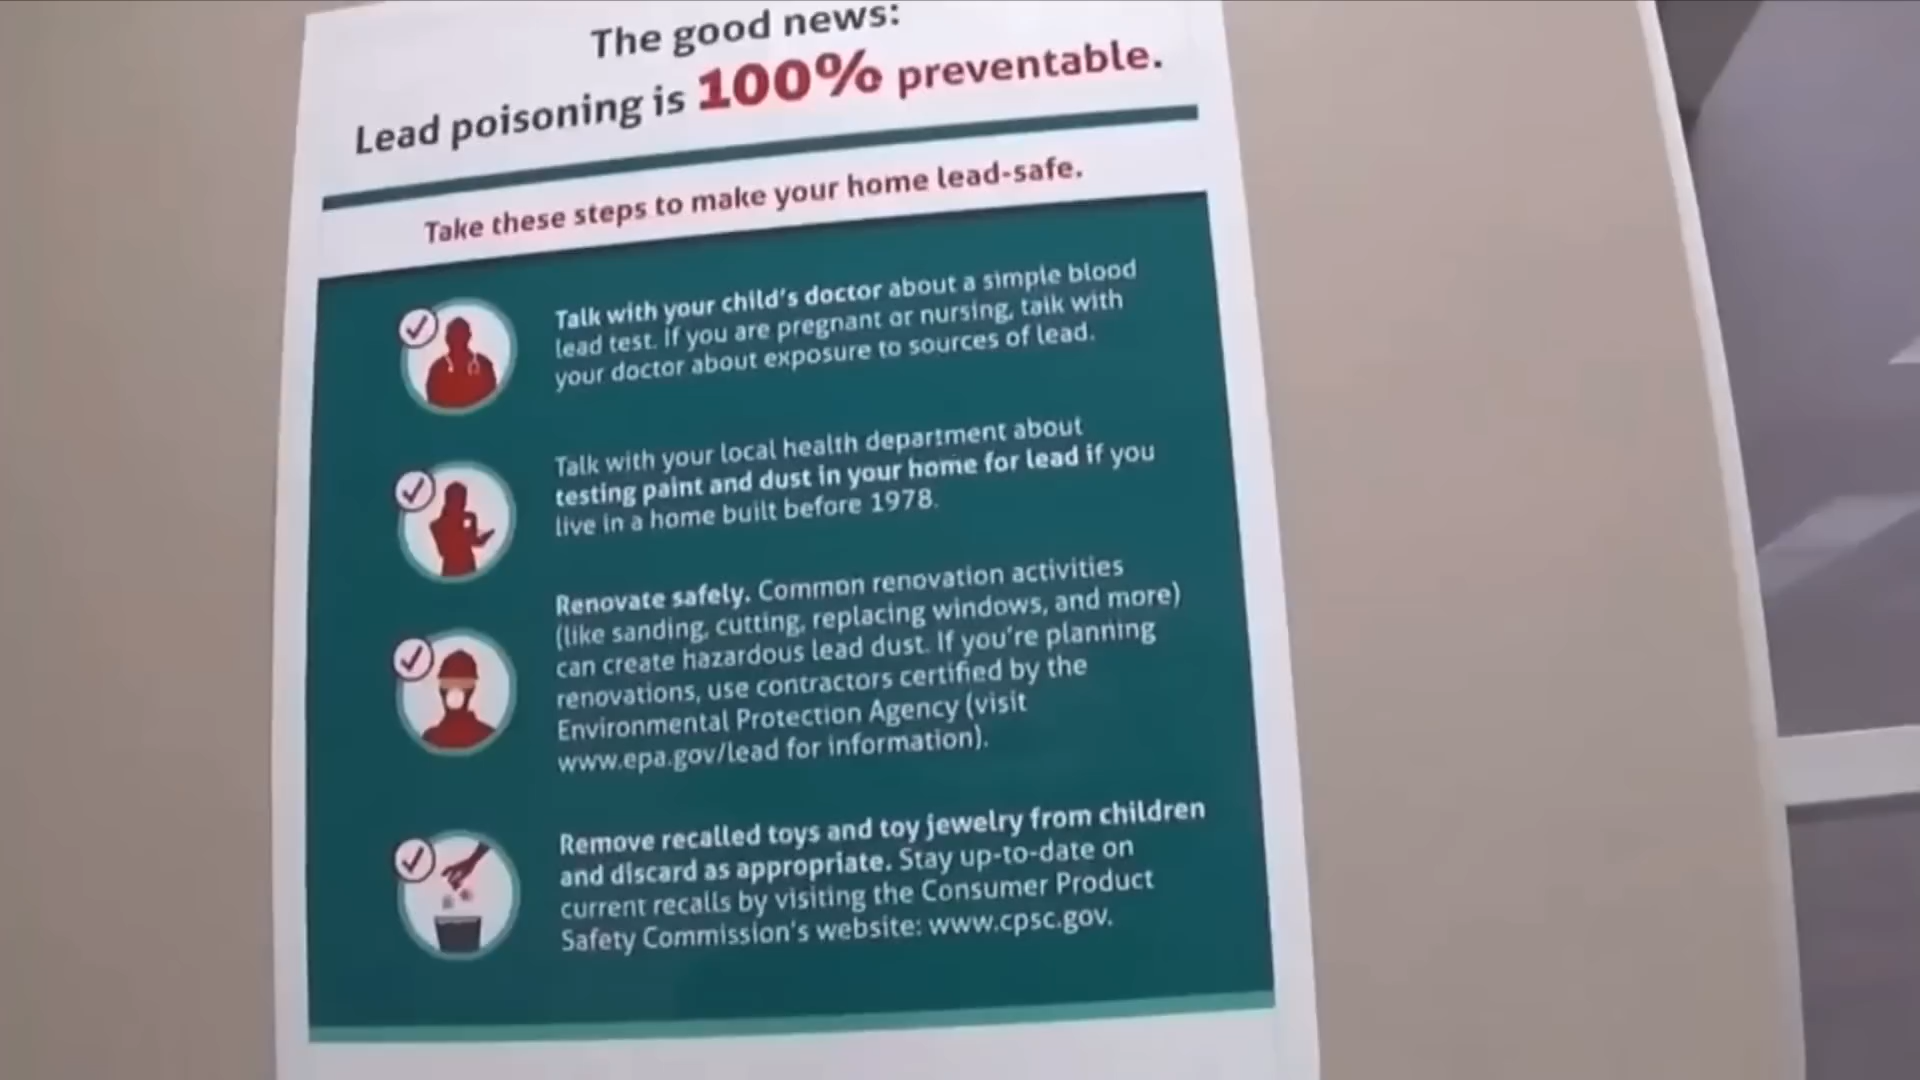 The good news:
Lead poisoning is 100% preventable.
Take these steps to make your home lead-safe.
Talk with your child's doctor about a simple blood
lead test. If you are pregnant or nursing, talk with
your doctor about exposure to sources of lead.
Talk with your local health department about
testing paint and dust in your home for lead if you
live in a home built before 1978.
Renovate safely. Common renovation activities
(like sanding, cutting, replacing windows, and more)
can create hazardous lead dust. If you're planning
renovations, use contractors certified by the
Environmental Protection Agency (visit
www.epa.gov/lead for information).
Remove recalled toys and toy jewelry from children
and discard as appropriate. Stay up-to-date on
current recalls by visiting the Consumer Product
Safety Commission's website: www.cpsc.gov.